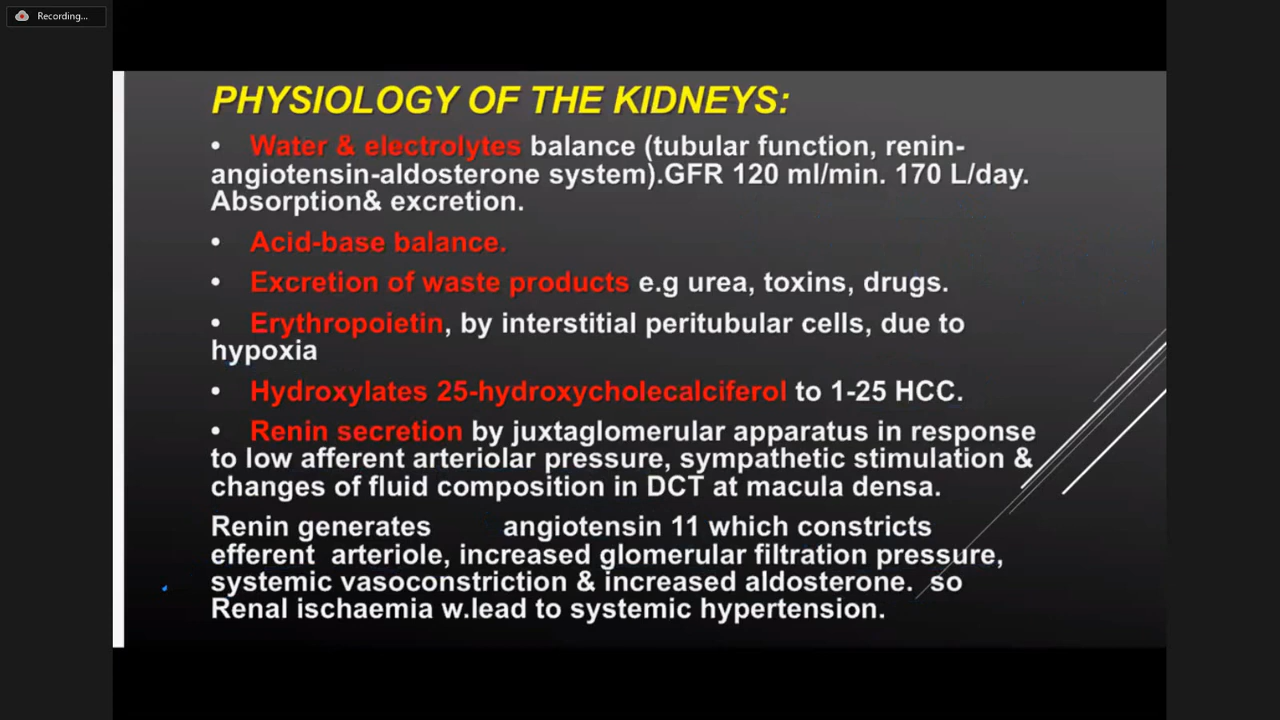 Recording...
PHYSIOLOGY OF THE KIDNEYS:
• Water & electrolytes balance (tubular function, renin-
angiotensin-aldosterone system).GFR 120 ml/min. 170 L/day.
Absorption& excretion.
• Acid-base balance.
• Excretion of waste products e.g urea, toxins, drugs.
• Erythropoietin, by interstitial peritubular cells, due to
hypoxia
• Hydroxylates 25-hydroxycholecalciferol to 1-25 HCC.
• Renin secretion by juxtaglomerular apparatus in response
to low afferent arteriolar pressure, sympathetic stimulation &
changes of fluid composition in DCT at macula densa.
Renin generates angiotensin 11 which constricts
efferent arteriole, increased glomerular filtration pressure,
systemic vasoconstriction & increased aldosterone. so
Renal ischaemia w.lead to systemic hypertension.